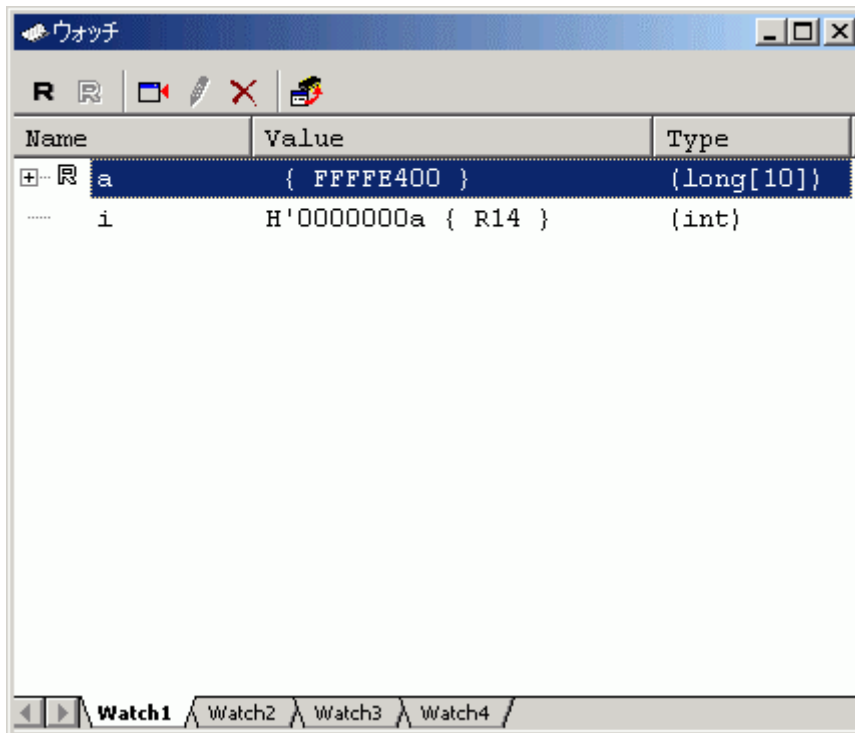 ウォッチ
R R
Name Value Type
R a { FFFFE400 } (long[10])
i H'0000000a { R14 } (int)
Watch1 Watch2 Watch3 Watch4